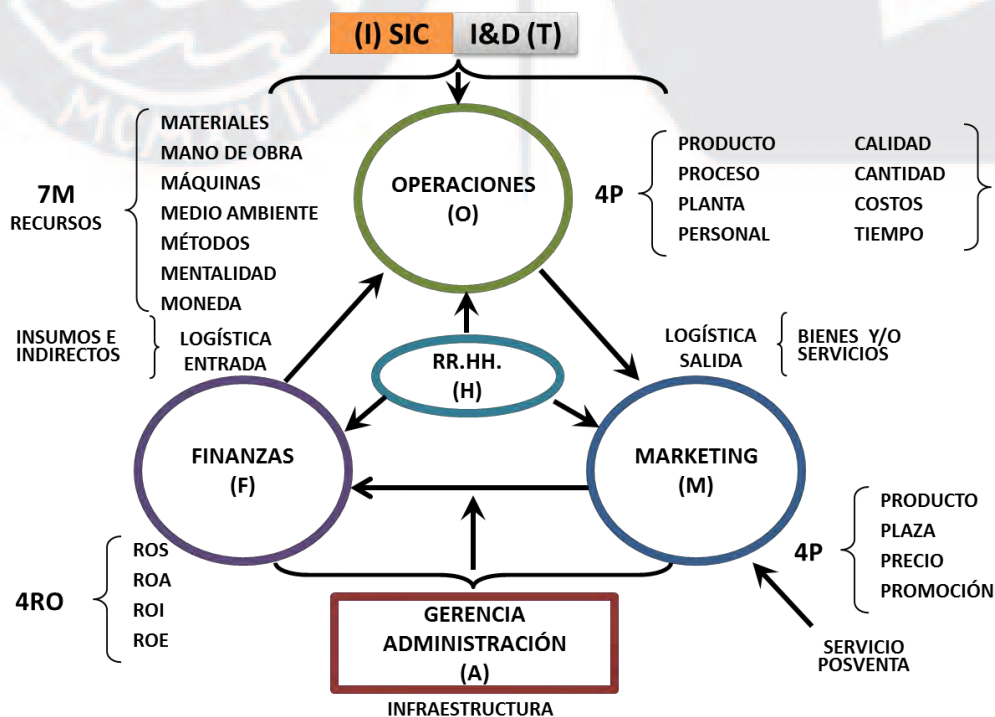 (I) SIC
I&D (T)
7M
RECURSOS
MATERIALES
MANO DE OBRA
MÁQUINAS
MEDIO AMBIENTE
MÉTODOS
MENTALIDAD
MONEDA
OPERACIONES
(O)
4P
PRODUCTO
PROCESO
PLANTA
PERSONAL
CALIDAD
CANTIDAD
COSTOS
TIEMPO
INSUMOS E
INDIRECTOS
LOGÍSTICA
ENTRADA
RR.HH.
(H)
LOGÍSTICA
SALIDA
BIENES Y/O
SERVICIOS
FINANZAS
(F)
MARKETING
(M)
4RO
ROS
ROA
ROI
ROE
4P
PRODUCTO
PLAZA
PRECIO
PROMOCIÓN
SERVICIO
POSVENTA
GERENCIA
ADMINISTRACIÓN
(A)
INFRAESTRUCTURA